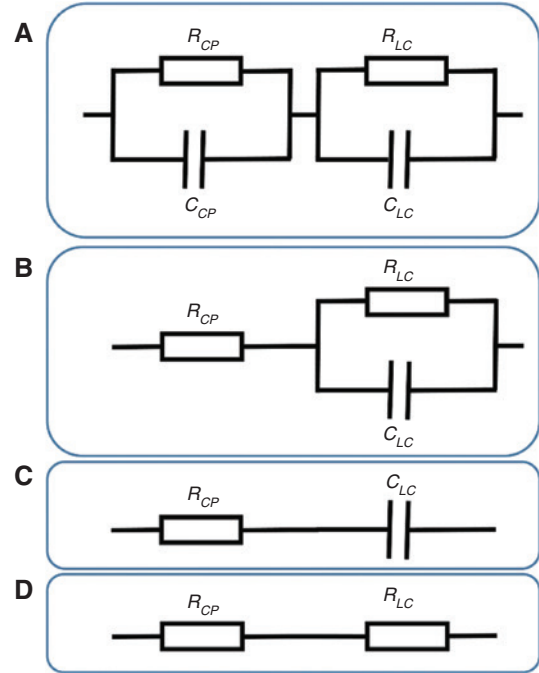 A
R_CP R_LC
C_CP C_LC
B
R_LC
R_CP
C_LC
C
C_LC
R_CP
D
R_CP R_LC